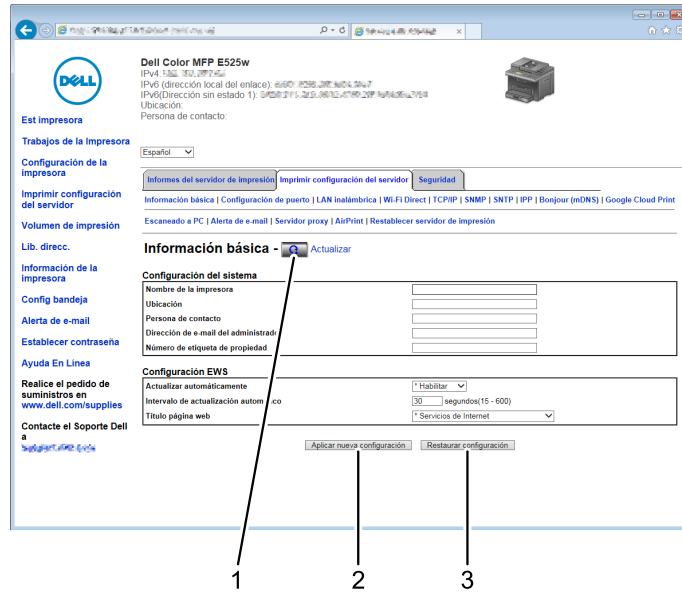 DELL
Dell Color MFP E525w
IPv4:
IPv6 (dirección local del enlace):
IPv6(Dirección sin estado 1):
Ubicación:
Persona de contacto:
Est impresora
Trabajos de la Impresora
Configuración de la
impresora
Imprimir configuración
del servidor
Volumen de impresión
Lib. direcc.
Información de la
impresora
Config bandeja
Alerta de e-mail
Establecer contraseña
Ayuda En Linea
Realice el pedido de
suministros en
www.dell.com/supplies
Contacte el Soporte Dell
a
Español
Informes del servidor de impresión Imprimir configuración del servidor Seguridad
Información básica | Configuración de puerto | LAN inalámbrica | Wi-Fi Direct | TCP/IP | SNMP | SNTP | IPP | Bonjour (mDNS) | Google Cloud Print
Escaneado a PC | Alerta de e-mail | Servidor proxy | AirPrint | Restablecer servidor de impresión
Información básica - Actualizar
Configuración del sistema
Nombre de la impresora
Ubicación
Persona de contacto
Dirección de e-mail del administrado
Número de etiqueta de propiedad
Configuración EWS
Actualizar automáticamente * Habilitar
Intervalo de actualización autom co 30 segundos(15 - 600)
Título página web * Servicios de Internet
Aplicar nueva configuración Restaurar configuración
1 2 3